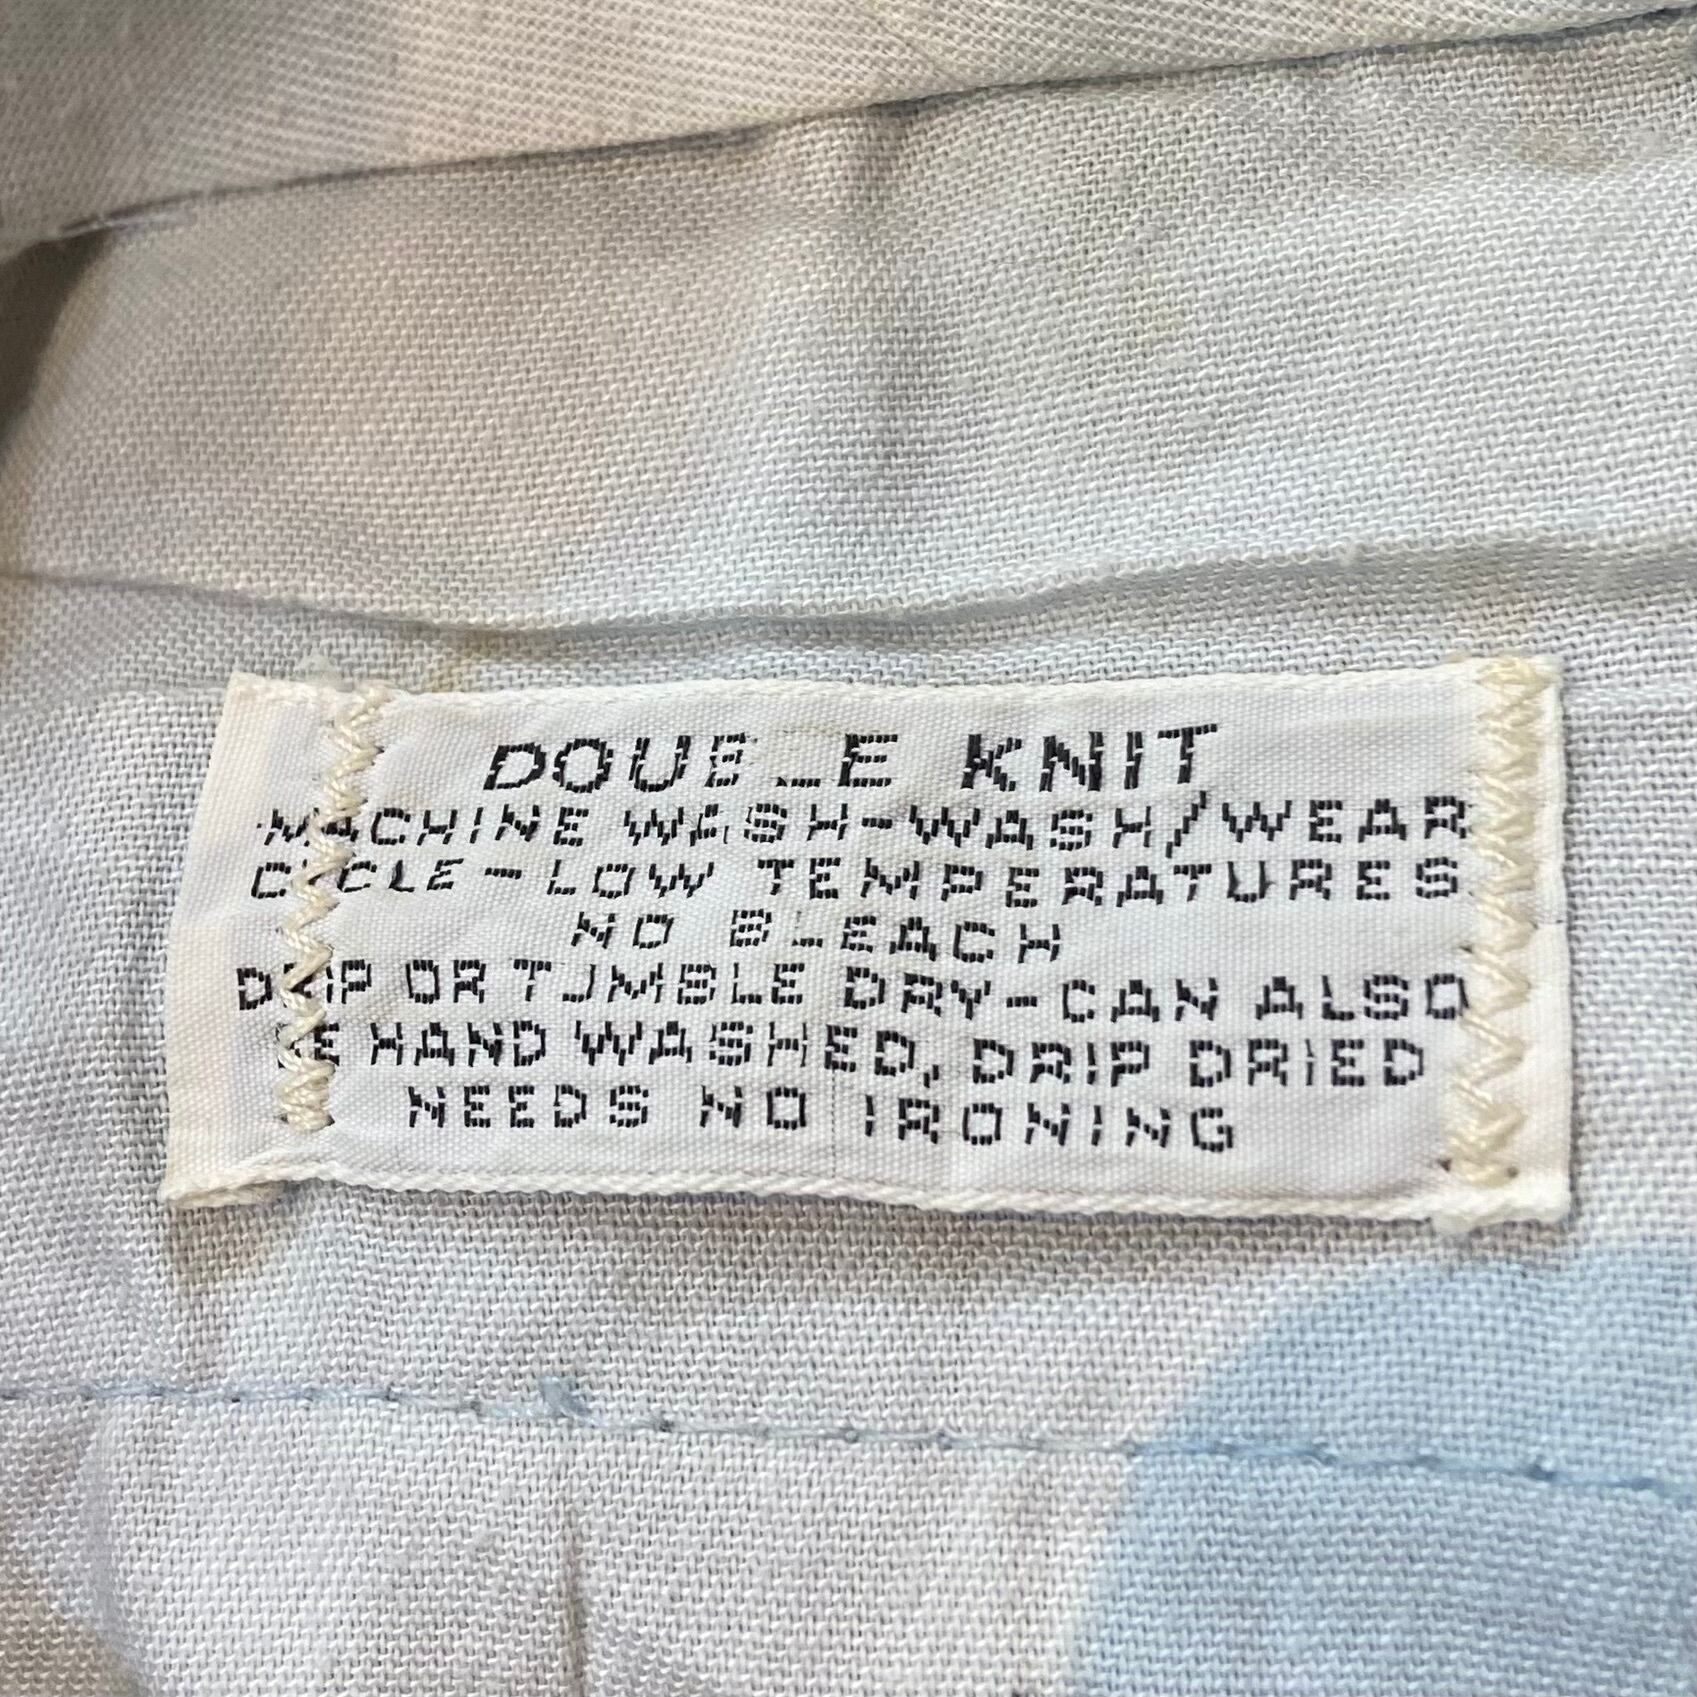 DOUBLE KNIT
MACHINE WASH-WASH/WEAR
CYCLE-LOW TEMPERATURES
NO BLEACH
DRIP OR TUMBLE DRY-CAN ALSO
BE HAND WASHED, DRIP DRIED
NEEDS NO IRONING